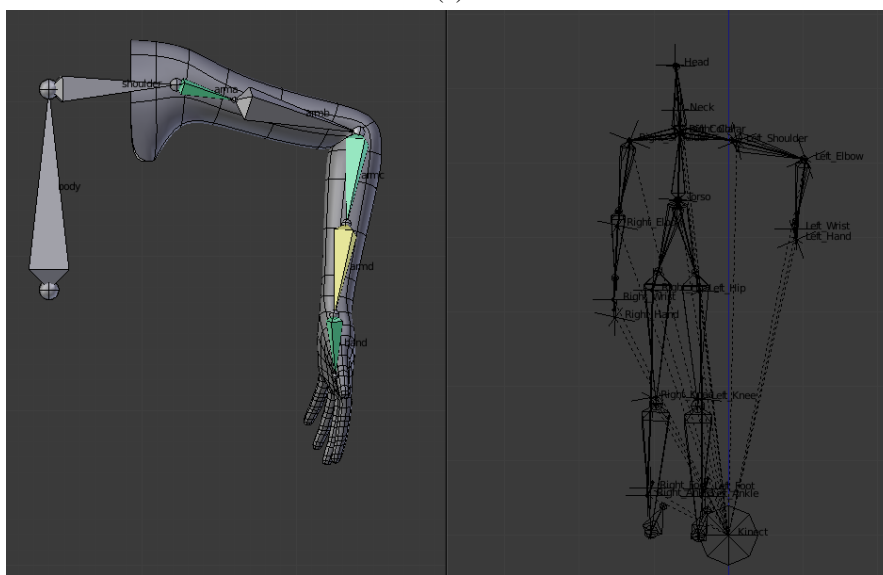 shoulder
arma
armb
body
armc
armd
hand
Head
Neck
Left_Shoulder
Left_Elbow
Torso
Left_Wrist
Left_Hand
Left_Hip
Right_Wrist
Right_Hand
Left_Knee
Left_Foot
Kinect